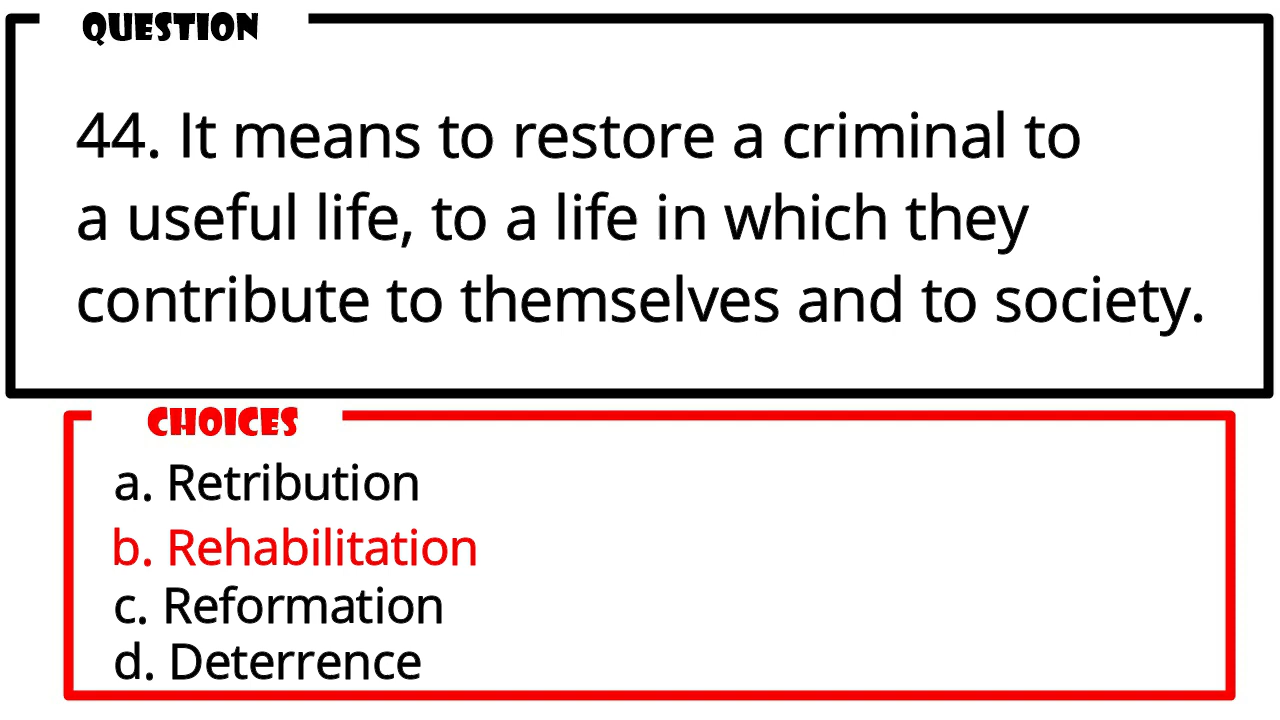 QUESTION
44. It means to restore a criminal to
a useful life, to a life in which they
contribute to themselves and to society.
CHOICES
a. Retribution
b. Rehabilitation
c. Reformation
d. Deterrence